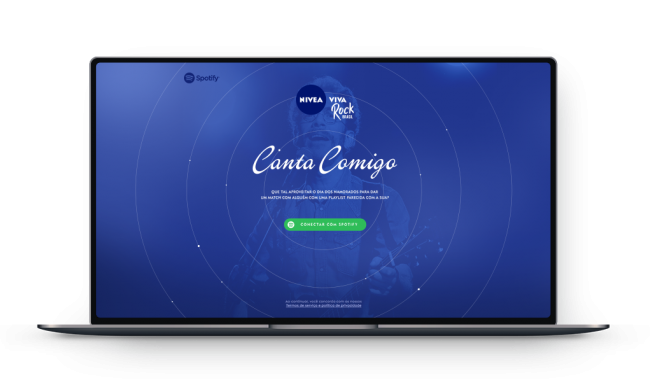 Spotify
NIVEA VIVA
Rock
BRASIL
Canta Comigo
QUE TAL APROVEITAR O DIA DOS NAMORADOS PARA DAR
UM MATCH COM ALGUÉM COM UMA PLAYLIST PARECIDA COM A SUA?
CONECTAR COM SPOTIFY
Termos de serviço e política de privacidade